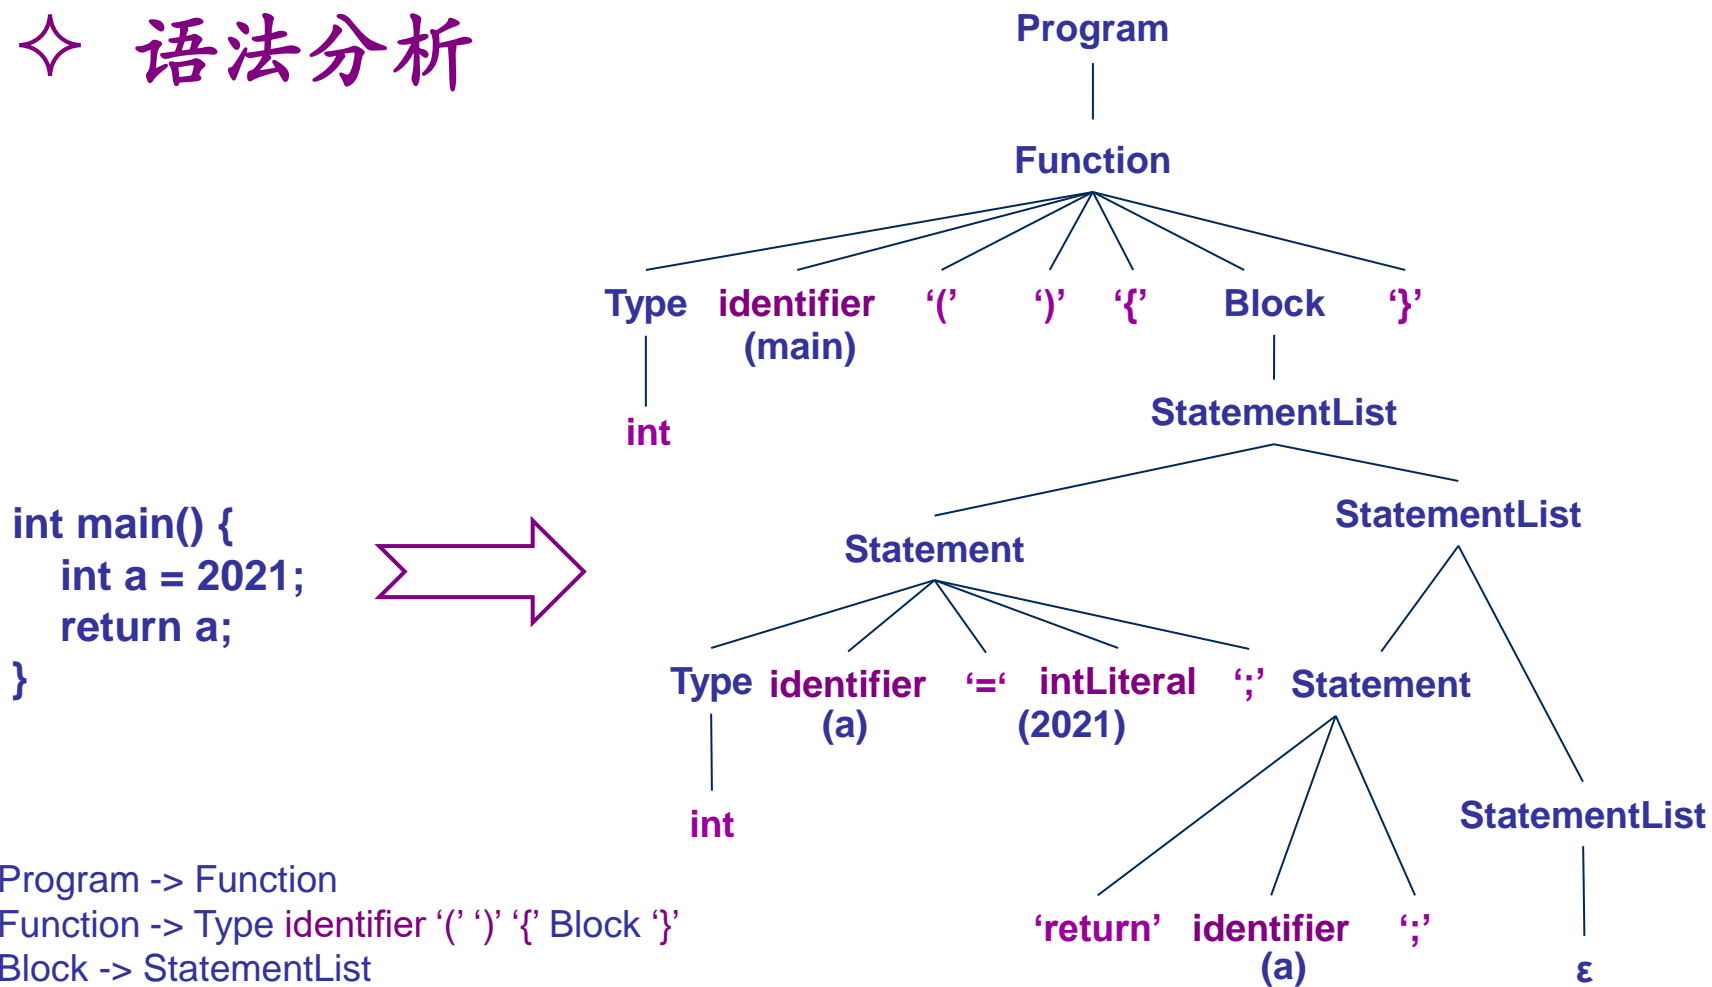 语法分析
Program
Function
Type identifier ‘(’ ‘)’ ‘{’ Block ‘}’
(main)
int
StatementList
Statement StatementList
Type identifier ‘=‘ intLiteral ‘;’ Statement
(a) (2021)
int
StatementList
‘return’ identifier ‘;’
(a) ε
int main() {
int a = 2021;
return a;
}
Program -> Function
Function -> Type identifier ‘(’ ‘)’ ‘{’ Block ‘}’
Block -> StatementList